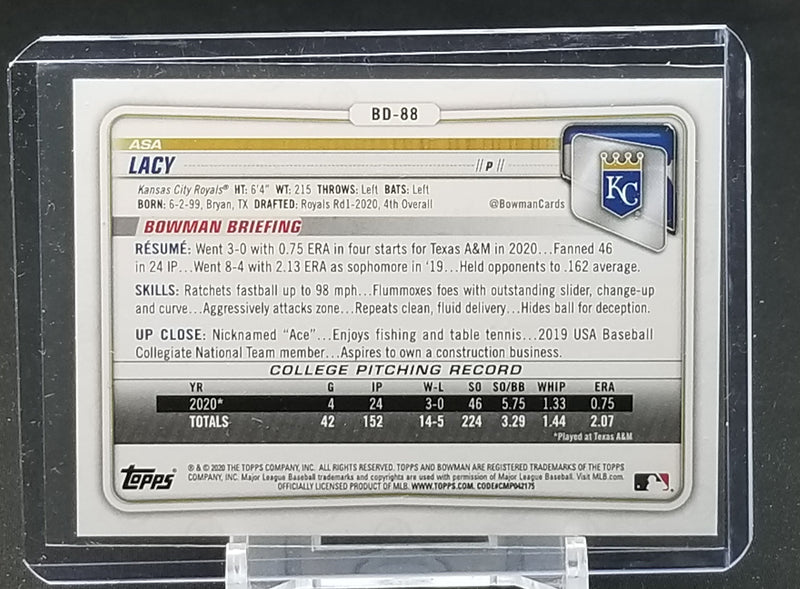 BD-88
ASA
LACY // P //
KC
Kansas City Royals® HT: 6'4" WT: 215 THROWS: Left BATS: Left
BORN: 6-2-99, Bryan, TX DRAFTED: Royals Rd1-2020, 4th Overall @BowmanCards
BOWMAN BRIEFING
RÉSUMÉ: Went 3-0 with 0.75 ERA in four starts for Texas A&M in 2020...Fanned 46
in 24 IP...Went 8-4 with 2.13 ERA as sophomore in '19...Held opponents to .162 average.
SKILLS: Ratchets fastball up to 98 mph...Flummoxes foes with outstanding slider, change-up
and curve...Aggressively attacks zone...Repeats clean, fluid delivery...Hides ball for deception.
UP CLOSE: Nicknamed "Ace"...Enjoys fishing and table tennis...2019 USA Baseball
Collegiate National Team member...Aspires to own a construction business.
COLLEGE PITCHING RECORD
YR G IP W-L SO SO/BB WHIP ERA
2020* 4 24 3-0 46 5.75 1.33 0.75
TOTALS 42 152 14-5 224 3.29 1.44 2.07
*Played at Texas A&M
Topps
® & © 2020 THE TOPPS COMPANY, INC. ALL RIGHTS RESERVED. TOPPS AND BOWMAN ARE REGISTERED TRADEMARKS OF THE TOPPS
COMPANY, INC. Major League Baseball trademarks and copyrights are used with permission of Major League Baseball. Visit MLB.com.
OFFICIALLY LICENSED PRODUCT OF MLB. WWW.TOPPS.COM. CODE#CMP042175